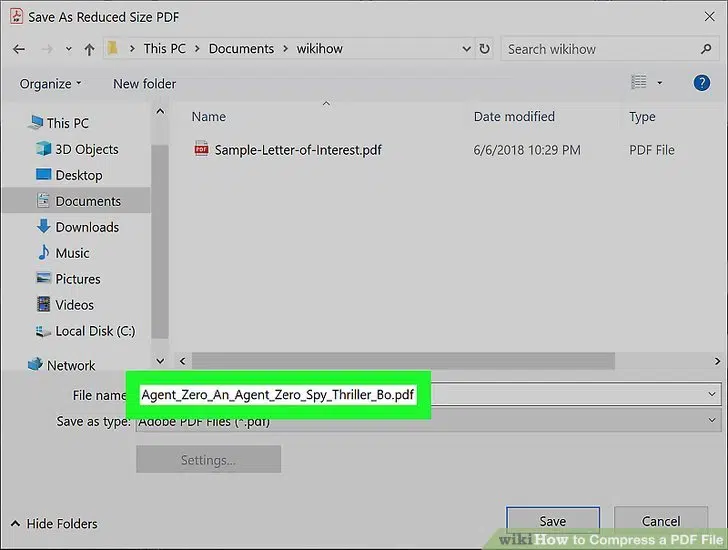 Save As Reduced Size PDF
This PC Documents wikihow
Search wikihow
Organize New folder
?
Name Date modified Type
PDF Sample-Letter-of-Interest.pdf 6/6/2018 10:29 PM PDF File
This PC
3D Objects
Desktop
Documents
Downloads
Music
Pictures
Videos
Local Disk (C:)
Network
File name Agent_Zero_An_Agent_Zero_Spy_Thriller_Bo.pdf
Save as type: Adobe PDF Files (*.pdf)
Settings...
Hide Folders
Save Cancel
wikiHow to Compress a PDF File